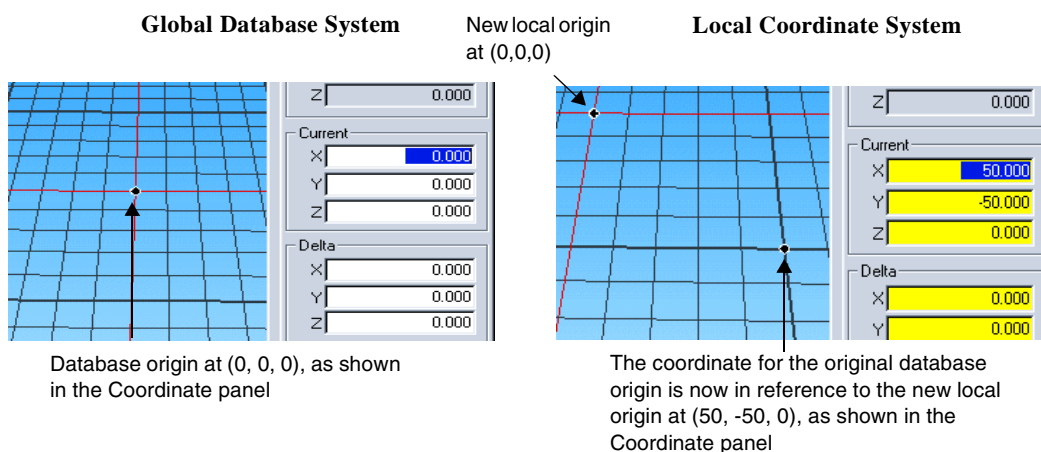 Global Database System
New local origin
at (0,0,0)
Local Coordinate System
Z 0.000
Current
X 0.000
Y 0.000
Z 0.000
Delta
X 0.000
Y 0.000
Z 0.000
Database origin at (0, 0, 0), as shown
in the Coordinate panel
Z 0.000
Current
X 50.000
Y -50.000
Z 0.000
Delta
X 0.000
Y 0.000
The coordinate for the original database
origin is now in reference to the new local
origin at (50, -50, 0), as shown in the
Coordinate panel